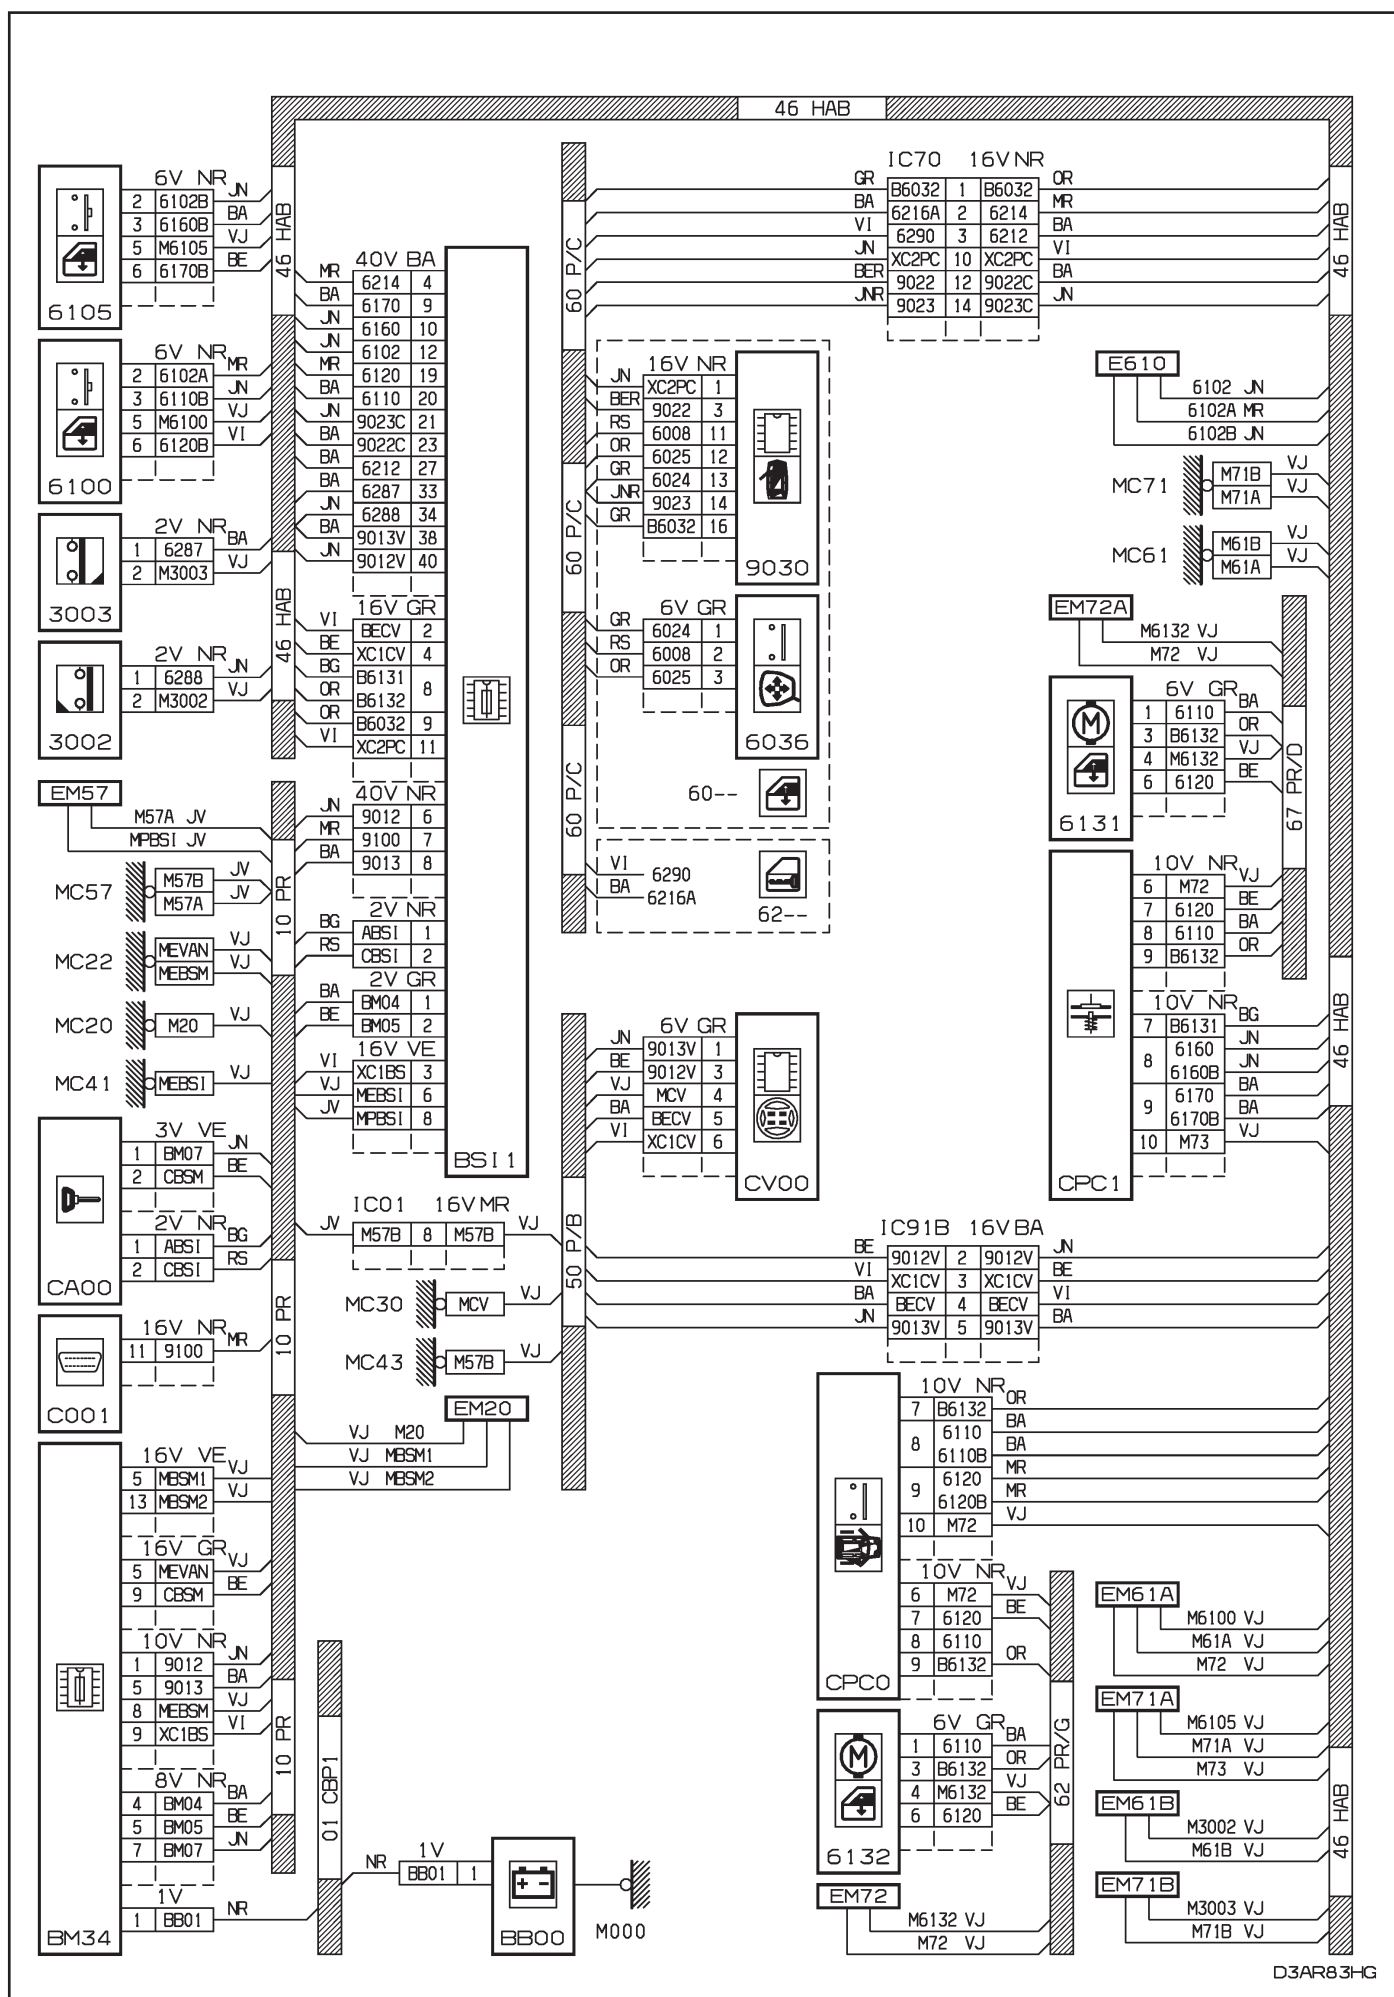 46 HAB
6V NR
2 6102B JN
3 6160B BA
5 M6105 VJ
6 6170B BE
6105
6V NR
2 6102A MR
3 6110B JN
5 M6100 VJ
6 6120B VI
6100
2V NR
1 6287 BA
2 M3003 VJ
3003
2V NR
1 6288 JN
2 M3002 VJ
3002
46 HAB
46 HAB
EM57
M57A JV
MPBSI JV
MC57
M57B JV
M57A JV
MC22
MEVAN VJ
MEBSM VJ
MC20 M20 VJ
MC41 MEBSI VJ
10 PR
3V VE
1 BM07 JN
2 CBSM BE
2V NR
1 ABSI BG
2 CBSI RS
CA00
16V NR
11 9100 MR
C001
10 PR
16V VE
5 MBSM1 VJ
13 MBSM2 VJ
16V GR
5 MEVAN VJ
9 CBSM BE
10V NR
1 9012 JN
5 9013 BA
8 MEBSM VJ
9 XC1BS VI
8V NR
4 BM04 BA
5 BM05 BE
7 BM07 JN
1V
1 BB01 NR
BM34
10 PR
01 CBP1
40V BA
MR 6214 4
BA 6170 9
JN 6160 10
JN 6102 12
MR 6120 19
BA 6110 20
JN 9023C 21
BA 9022C 23
BA 6212 27
BA 6287 33
JN 6288 34
BA 9013V 38
JN 9012V 40
16V GR
VI BECV 2
BE XC1CV 4
BG B6131
8
OR B6132
OR B6032 9
VI XC2PC 11
40V NR
JN 9012 6
MR 9100 7
BA 9013 8
2V NR
BG ABSI 1
RS CBSI 2
2V GR
BA BM04 1
BE BM05 2
16V VE
VI XC1BS 3
VJ MEBSI 6
JV MPBSI 8
BSI1
IC01 16V MR
JV M57B 8 M57B VJ
MC30 MCV VJ
MC43 M57B VJ
EM20
VJ M20
VJ MBSM1
VJ MBSM2
NR
1V
BB01 1
BB00
M000
60 P/C
60 P/C
60 P/C
50 P/B
IC70 16V NR
GR B6032 1 B6032 OR
BA 6216A 2 6214 MR
VI 6290 3 6212 BA
JN XC2PC 10 XC2PC VI
BER 9022 12 9022C BA
JNR 9023 14 9023C JN
16V NR
JN XC2PC 1
BER 9022 3
RS 6008 11
OR 6025 12
GR 6024 13
JNR 9023 14
GR B6032 16
9030
6V GR
GR 6024 1
RS 6008 2
OR 6025 3
6036
60--
VI 6290
BA 6216A
62--
6V GR
JN 9013V 1
BE 9012V 3
VJ MCV 4
BA BECV 5
VI XC1CV 6
CV00
IC91B 16V BA
BE 9012V 2 9012V JN
VI XC1CV 3 XC1CV BE
BA BECV 4 BECV VI
JN 9013V 5 9013V BA
46 HAB
E610
6102 JN
6102A MR
6102B JN
MC71
M71B VJ
M71A VJ
MC61
M61B VJ
M61A VJ
EM72A
M6132 VJ
M72 VJ
6V GR
1 6110 BA
3 B6132 OR
4 M6132 VJ
6 6120 BE
6131
67 PR/D
10V NR
6 M72 VJ
7 6120 BE
8 6110 BA
9 B6132 OR
10V NR
7 B6131 BG
6160 JN
8
6160B JN
6170 BA
9
6170B BA
10 M73 VJ
CPC1
46 HAB
10V NR
7 B6132 OR
6110 BA
8
6110B BA
6120 MR
9
6120B MR
10 M72 VJ
10V NR
6 M72 VJ
7 6120 BE
8 6110
9 B6132 OR
CPC0
6V GR
1 6110 BA
3 B6132 OR
4 M6132 VJ
6 6120 BE
6132
62 PR/G
EM72
M6132 VJ
M72 VJ
EM61A
M6100 VJ
M61A VJ
M72 VJ
EM71A
M6105 VJ
M71A VJ
M73 VJ
EM61B
M3002 VJ
M61B VJ
EM71B
M3003 VJ
M71B VJ
46 HAB
D3AR83HG